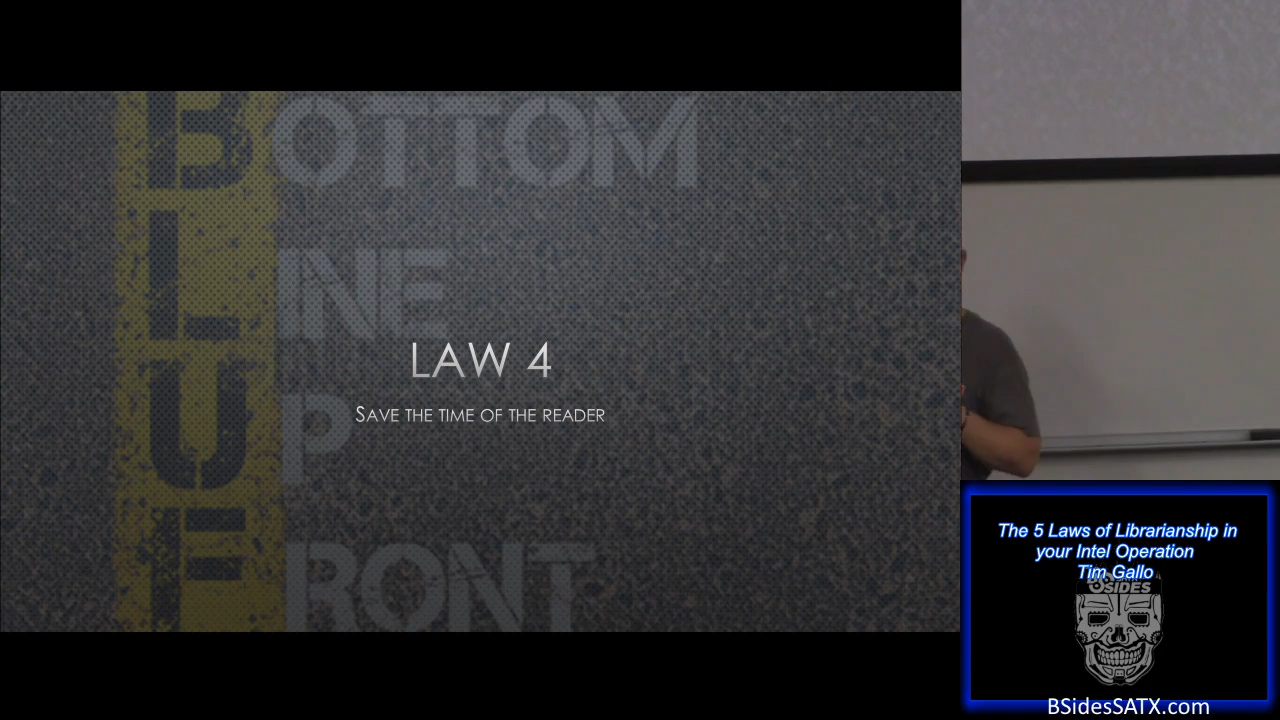 BOTTOM
LINE
UP
FRONT
LAW 4
SAVE THE TIME OF THE READER
The 5 Laws of Librarianship in
your Intel Operation
Tim Gallo
BSIDES
BSidesSATX.com